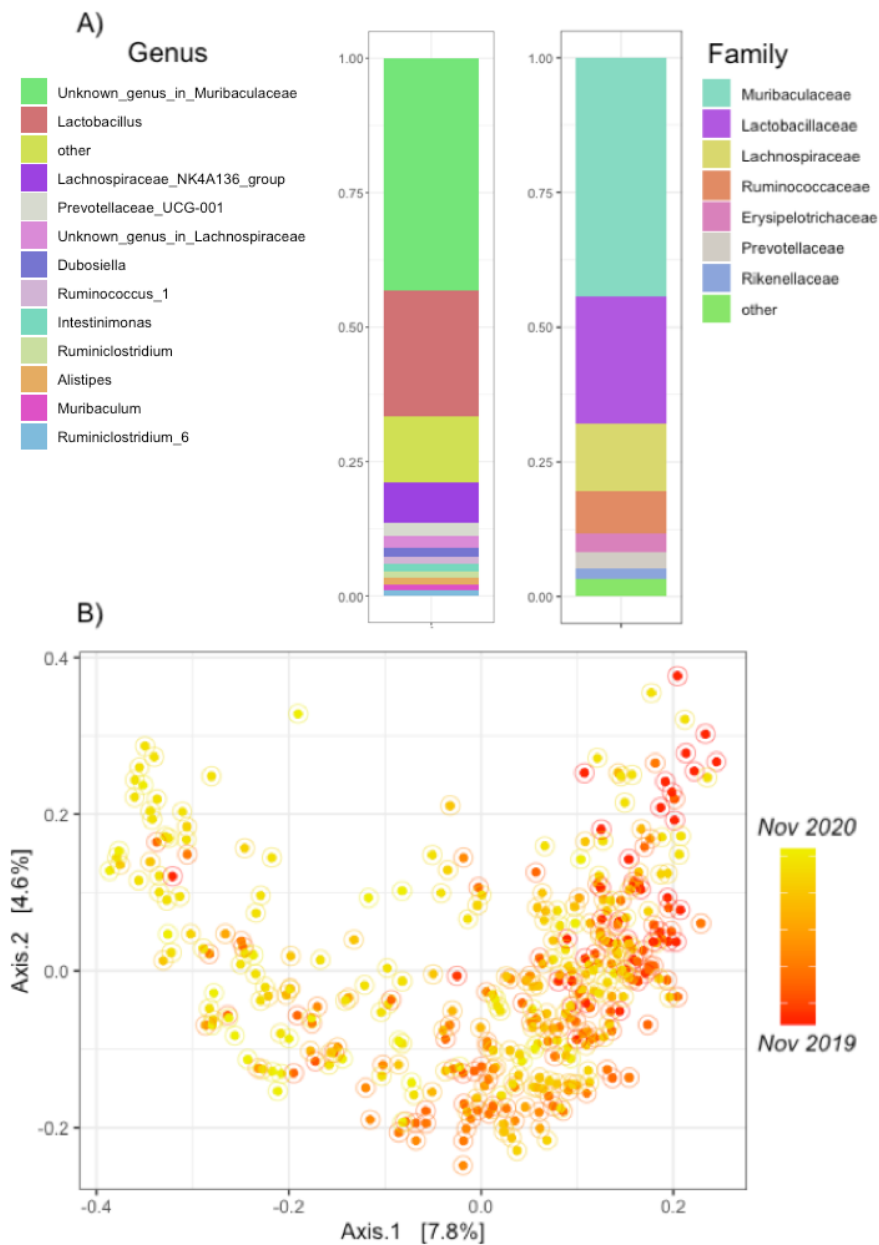 A)
Genus
Unknown_genus_in_Muribaculaceae
Lactobacillus
other
Lachnospiraceae_NK4A136_group
Prevotellaceae_UCG-001
Unknown_genus_in_Lachnospiraceae
Dubosiella
Ruminococcus_1
Intestinimonas
Ruminiclostridium
Alistipes
Muribaculum
Ruminiclostridium_6
1.00
0.75
0.50
0.25
0.00
1.00
0.75
0.50
0.25
0.00
Family
Muribaculaceae
Lactobacillaceae
Lachnospiraceae
Ruminococcaceae
Erysipelotrichaceae
Prevotellaceae
Rikenellaceae
other
B)
0.4
0.2
0.0
-0.2
Axis.2 [4.6%]
-0.4
-0.2
0.0
0.2
Axis.1 [7.8%]
Nov 2020
Nov 2019